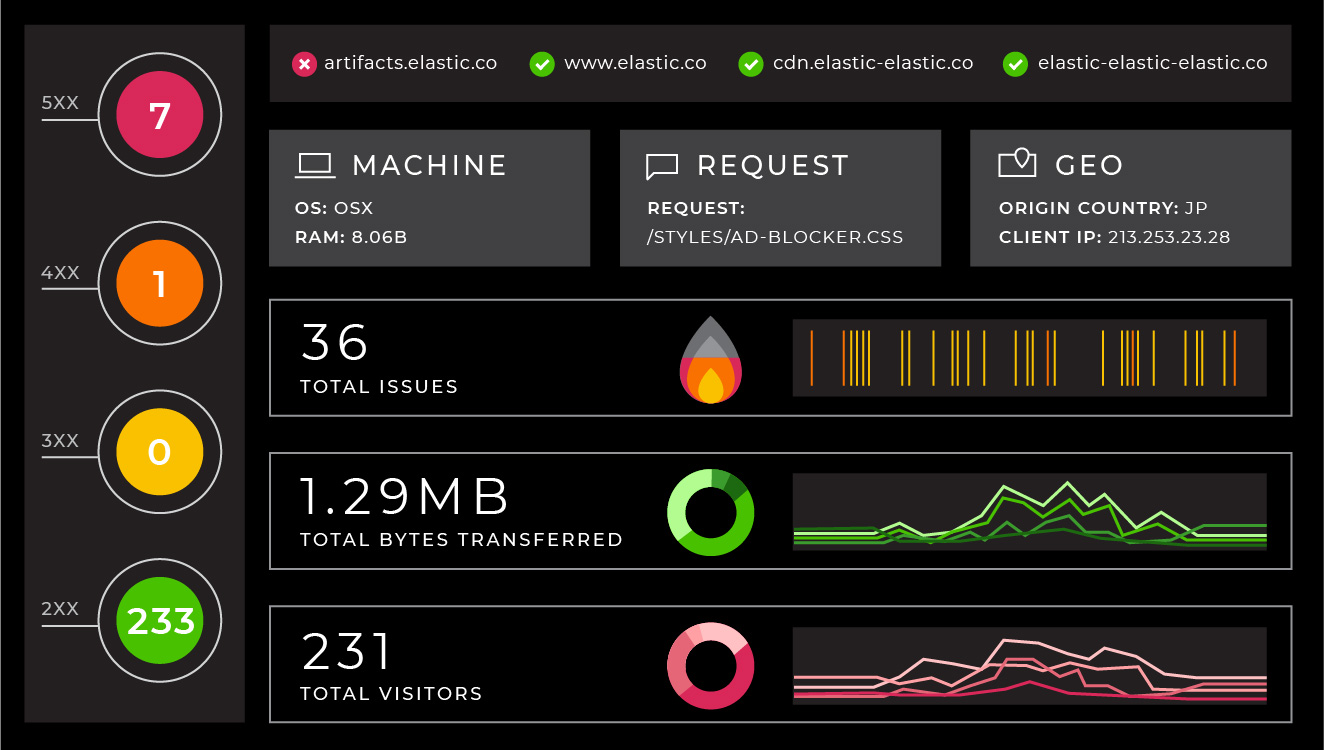 5XX
7
4XX
1
3XX
0
2XX
233
artifacts.elastic.co
www.elastic.co
cdn.elastic-elastic.co
elastic-elastic-elastic.co
MACHINE
OS: OSX
RAM: 8.06B
REQUEST
REQUEST:
/STYLES/AD-BLOCKER.CSS
GEO
ORIGIN COUNTRY: JP
CLIENT IP: 213.253.23.28
36
TOTAL ISSUES
1.29MB
TOTAL BYTES TRANSFERRED
231
TOTAL VISITORS